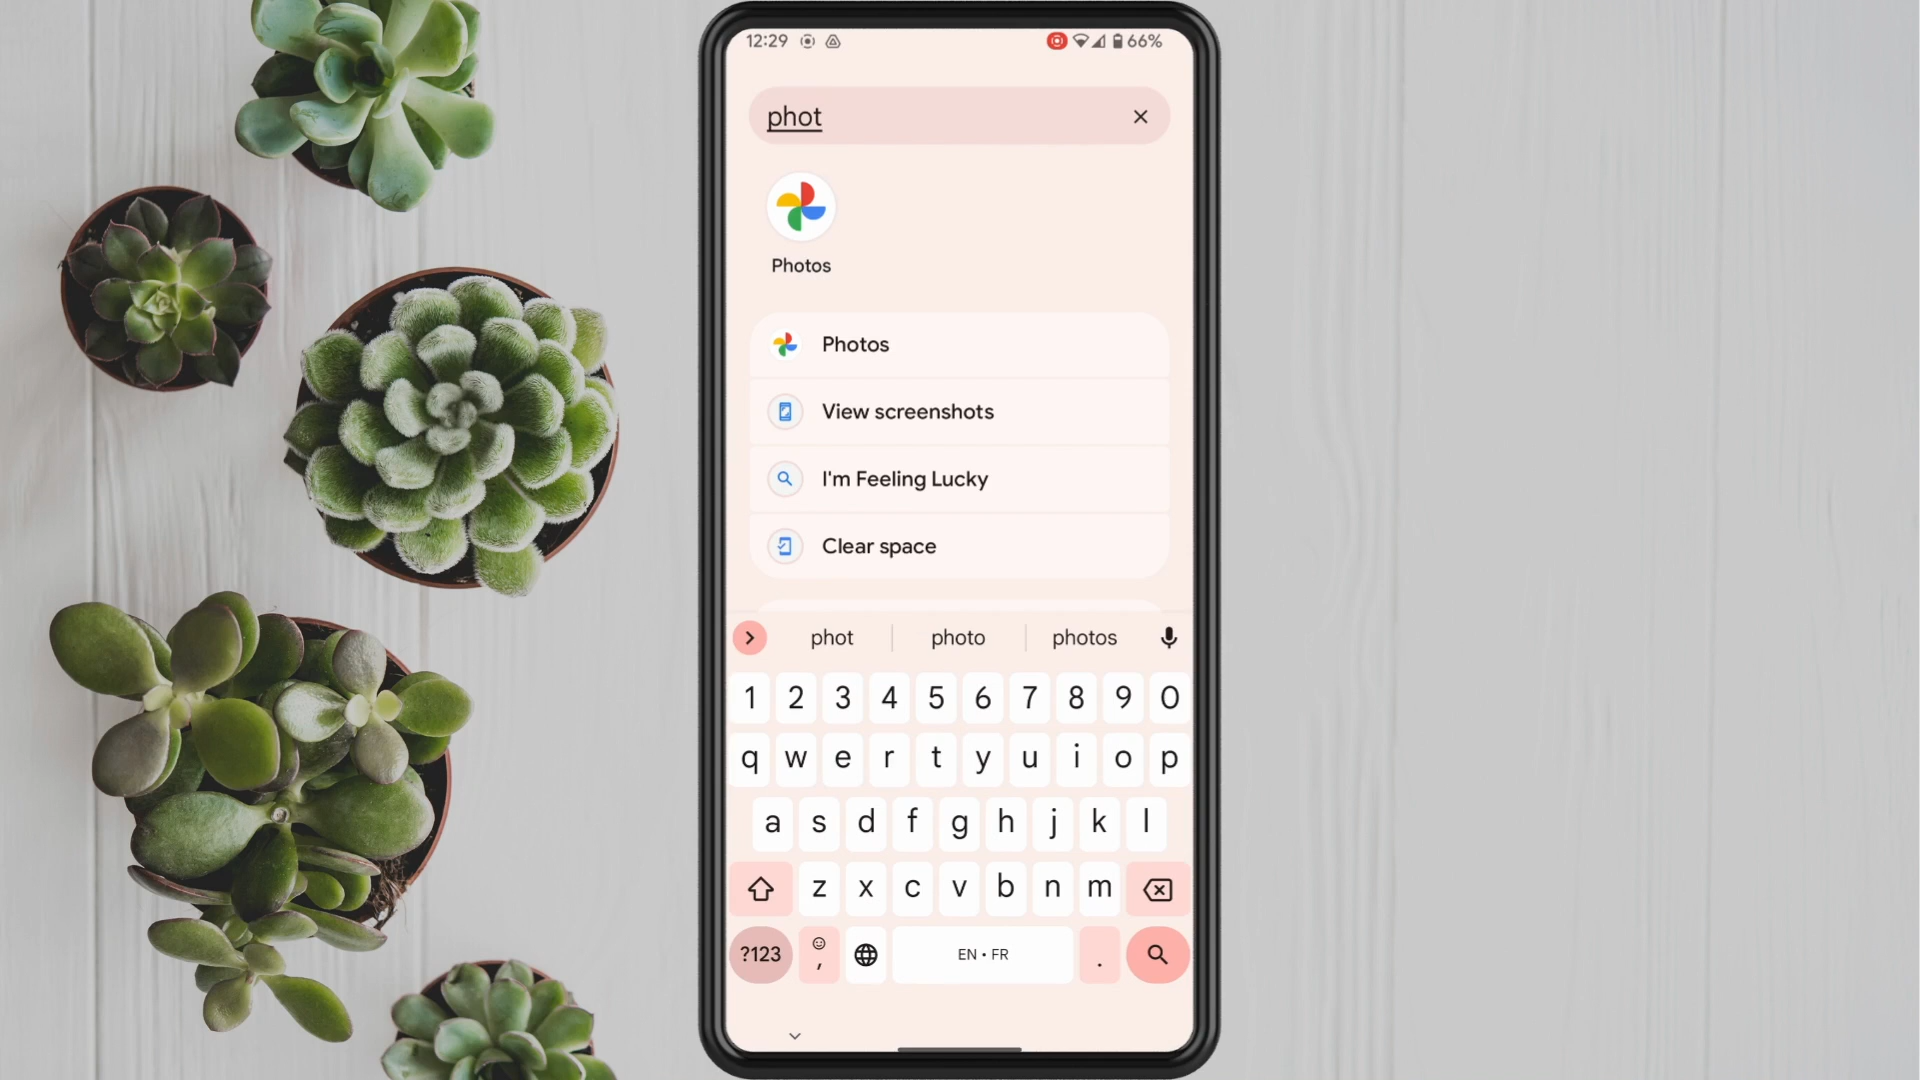 12:29 66%
phot
Photos
Photos
View screenshots
I'm Feeling Lucky
Clear space
phot photo photos
1 2 3 4 5 6 7 8 9 0
q w e r t y u i o p
a s d f g h j k l
z x c v b n m
?123 , EN • FR .